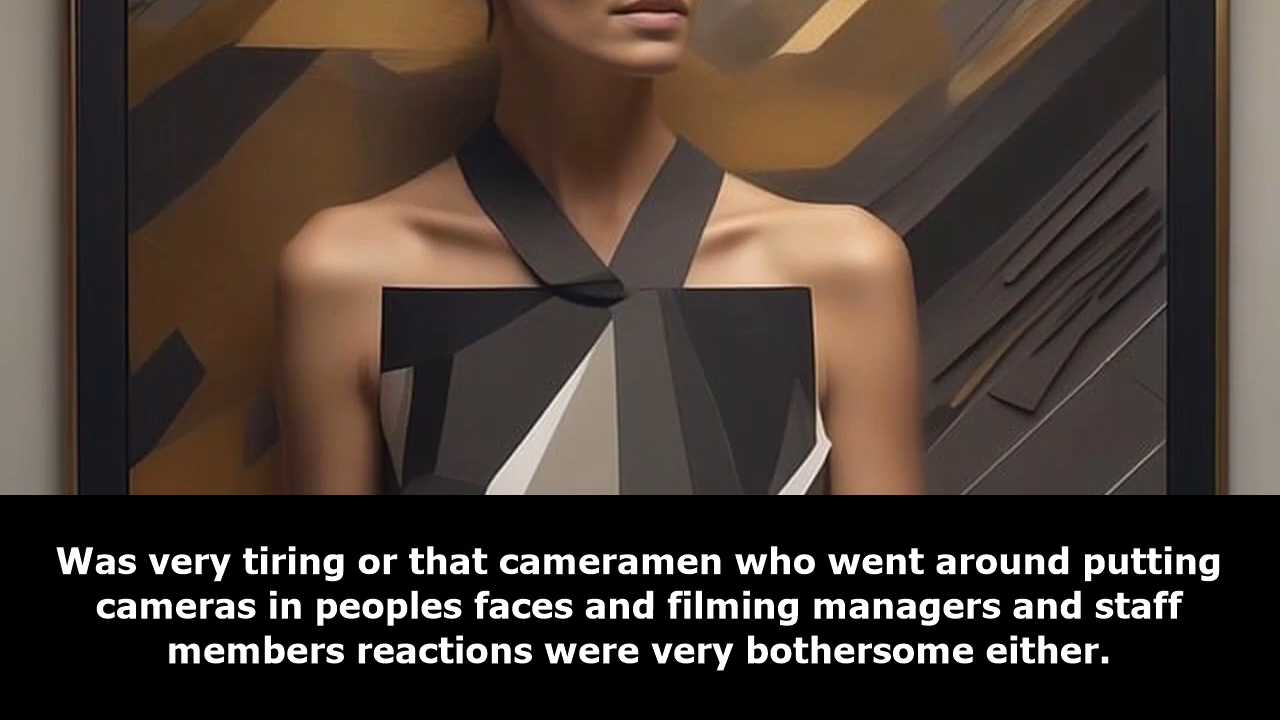 Was very tiring or that cameramen who went around putting
cameras in peoples faces and filming managers and staff
members reactions were very bothersome either.